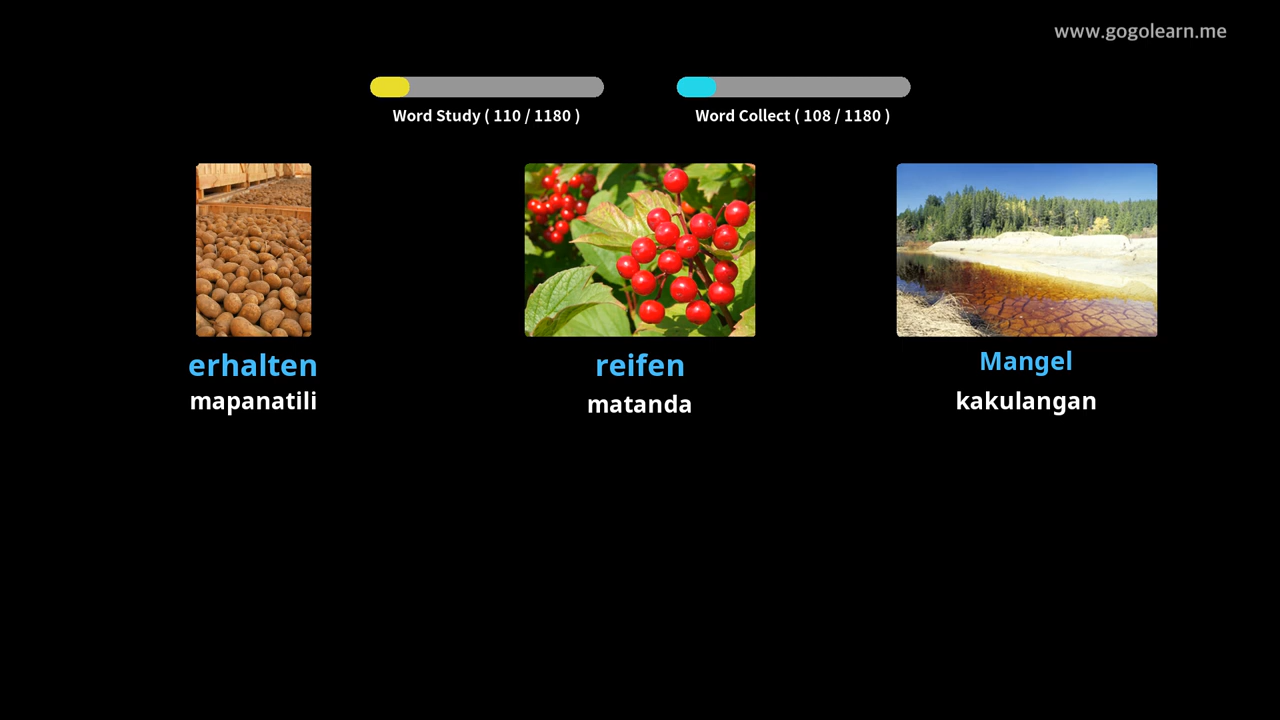 www.gogolearn.me
Word Study ( 110 / 1180 )
Word Collect ( 108 / 1180 )
erhalten
mapanatili
reifen
matanda
Mangel
kakulangan